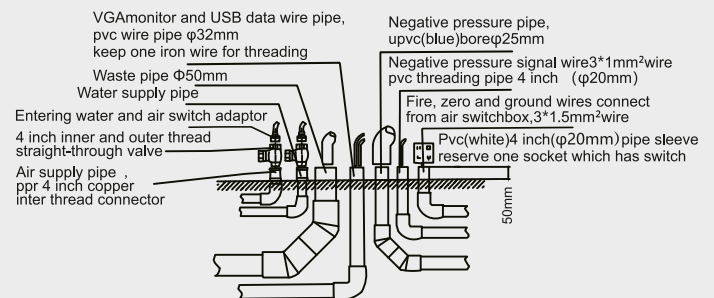 VGAmonitor and USB data wire pipe,
pvc wire pipe φ32mm
keep one iron wire for threading
Waste pipe Φ50mm
Water supply pipe
Entering water and air switch adaptor
4 inch inner and outer thread
straight-through valve
Air supply pipe ,
ppr 4 inch copper
inter thread connector
Negative pressure pipe,
upvc(blue)boreφ25mm
Negative pressure signal wire3*1mm²wire
pvc threading pipe 4 inch （φ20mm）
Fire, zero and ground wires connect
from air switchbox,3*1.5mm²wire
Pvc(white)4 inch(φ20mm)pipe sleeve
reserve one socket which has switch
50mm